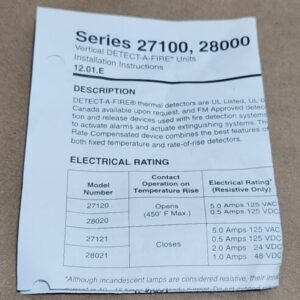 Series 27100, 28000
Vertical DETECT-A-FIRE® Units
Installation Instructions
12.01.E
DESCRIPTION
DETECT-A-FIRE® thermal detectors are UL Listed, UL
Canada available upon request, and FM Approved detec
tion and release devices used with fire detection systems
to activate alarms and actuate extinguishing systems. The
Rate Compensated device combines the best features of
both fixed temperature and rate-of-rise detectors.
ELECTRICAL RATING
Model Number Contact Operation on Temperature Rise Electrical Rating* (Resistive Only)
27120 Opens (450°F Max.) 5.0 Amps 125 VAC
28020 0.5 Amps 125 VDC
27121 Closes 5.0 Amps 125 VAC
0.5 Amps 125 VDC
28021 2.0 Amps 24 VDC
1.0 Amps 48 VDC
*Although incandescent lamps are considered resistive, their